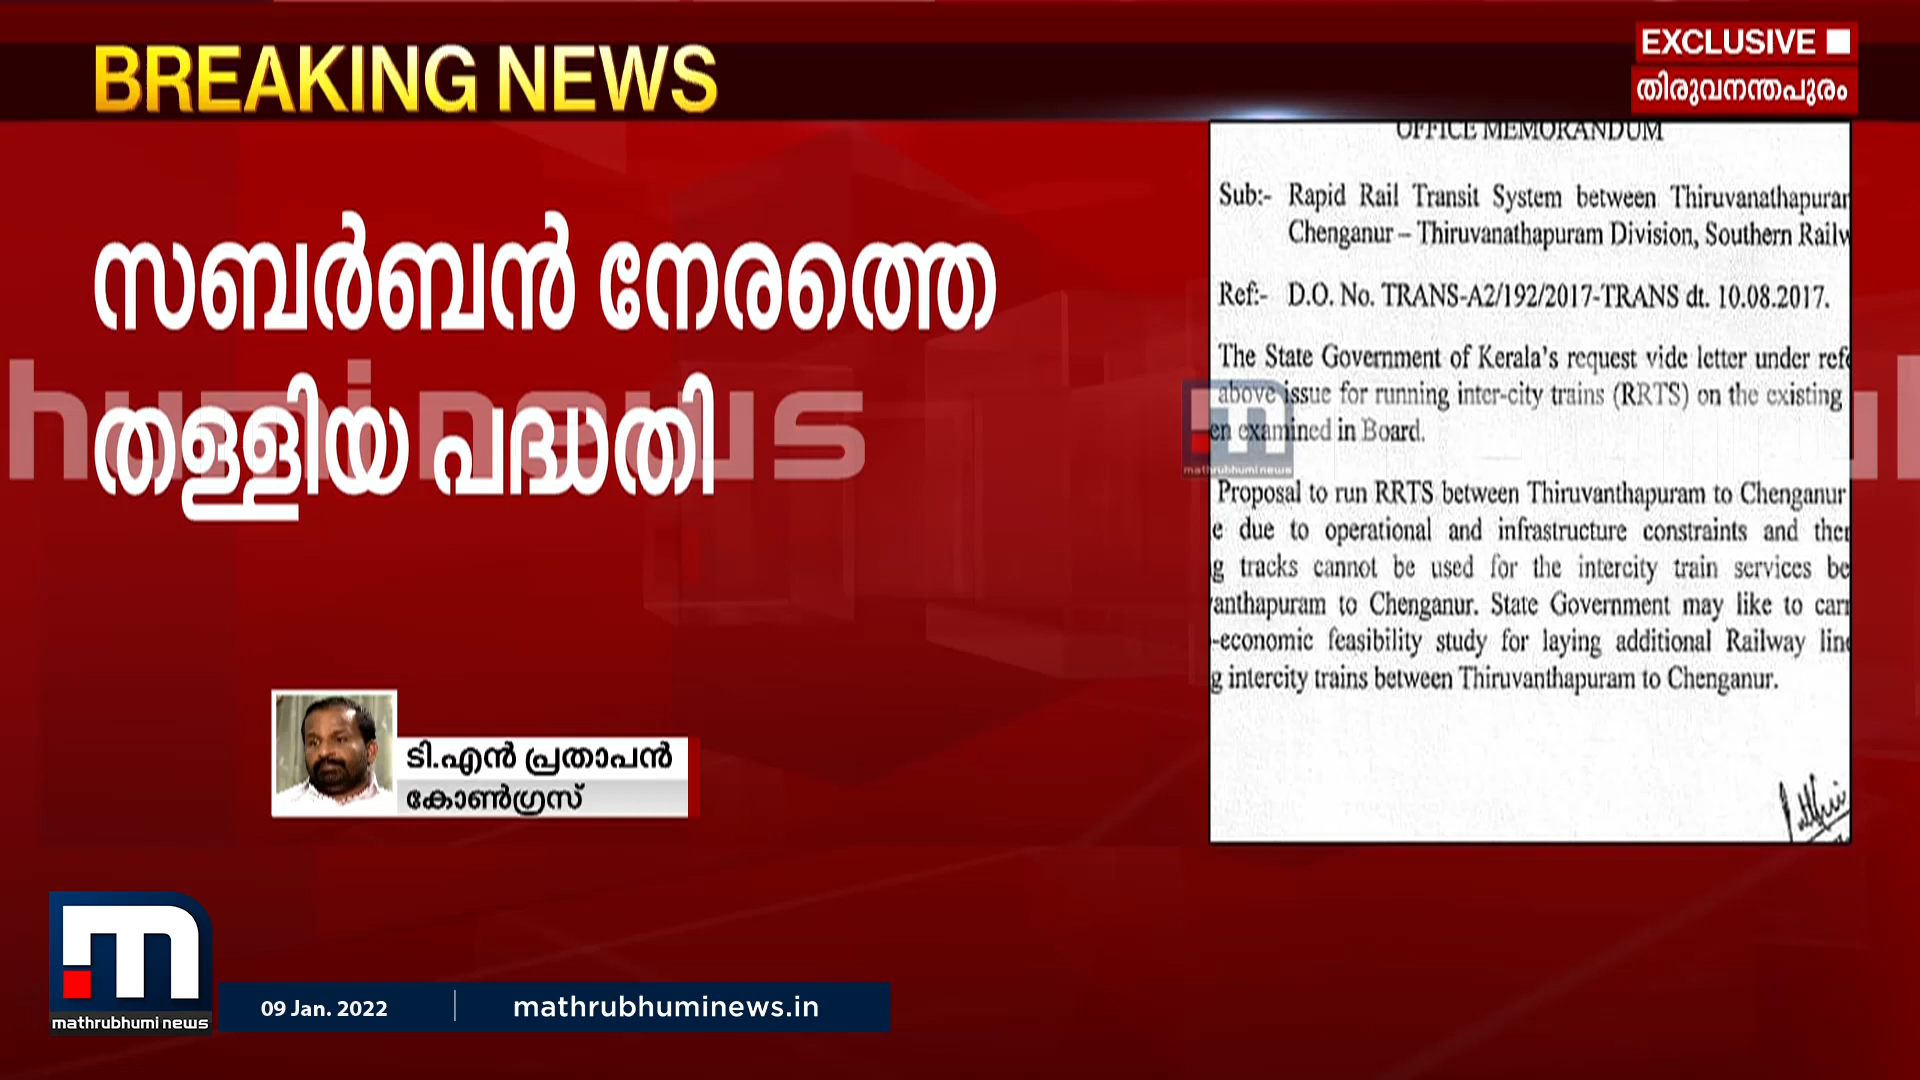 BREAKING NEWS
EXCLUSIVE
തിരുവനന്തപുരം
സബർബൻ നേരത്തെ
തള്ളിയ പദ്ധതി
humi news
ടി.എൻ പ്രതാപൻ
കോൺഗ്രസ്
OFFICE MEMORANDUM
Sub:- Rapid Rail Transit System between Thiruvanathapuram
Chenganur – Thiruvanathapuram Division, Southern Railw
Ref:- D.O. No. TRANS-A2/192/2017-TRANS dt. 10.08.2017.
The State Government of Kerala's request vide letter under refe
above issue for running inter-city trains (RRTS) on the existing
en examined in Board.
mathrubhumi news
Proposal to run RRTS between Thiruvanthapuram to Chenganur
e due to operational and infrastructure constraints and ther
g tracks cannot be used for the intercity train services be
anthapuram to Chenganur. State Government may like to carr
-economic feasibility study for laying additional Railway line
g intercity trains between Thiruvanthapuram to Chenganur.
mathrubhumi news
09 Jan. 2022
mathrubhuminews.in